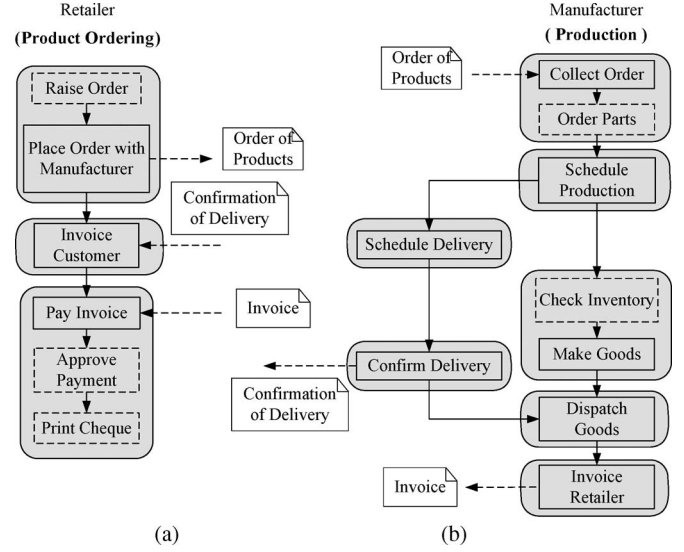 Retailer
(Product Ordering)
Raise Order
Place Order with
Manufacturer
Order of
Products
Confirmation
of Delivery
Invoice
Customer
Pay Invoice
Invoice
Approve
Payment
Print Cheque
(a)
Manufacturer
( Production )
Order of
Products
Collect Order
Order Parts
Schedule
Production
Schedule Delivery
Check Inventory
Make Goods
Confirm Delivery
Confirmation
of Delivery
Dispatch
Goods
Invoice
Invoice
Retailer
(b)